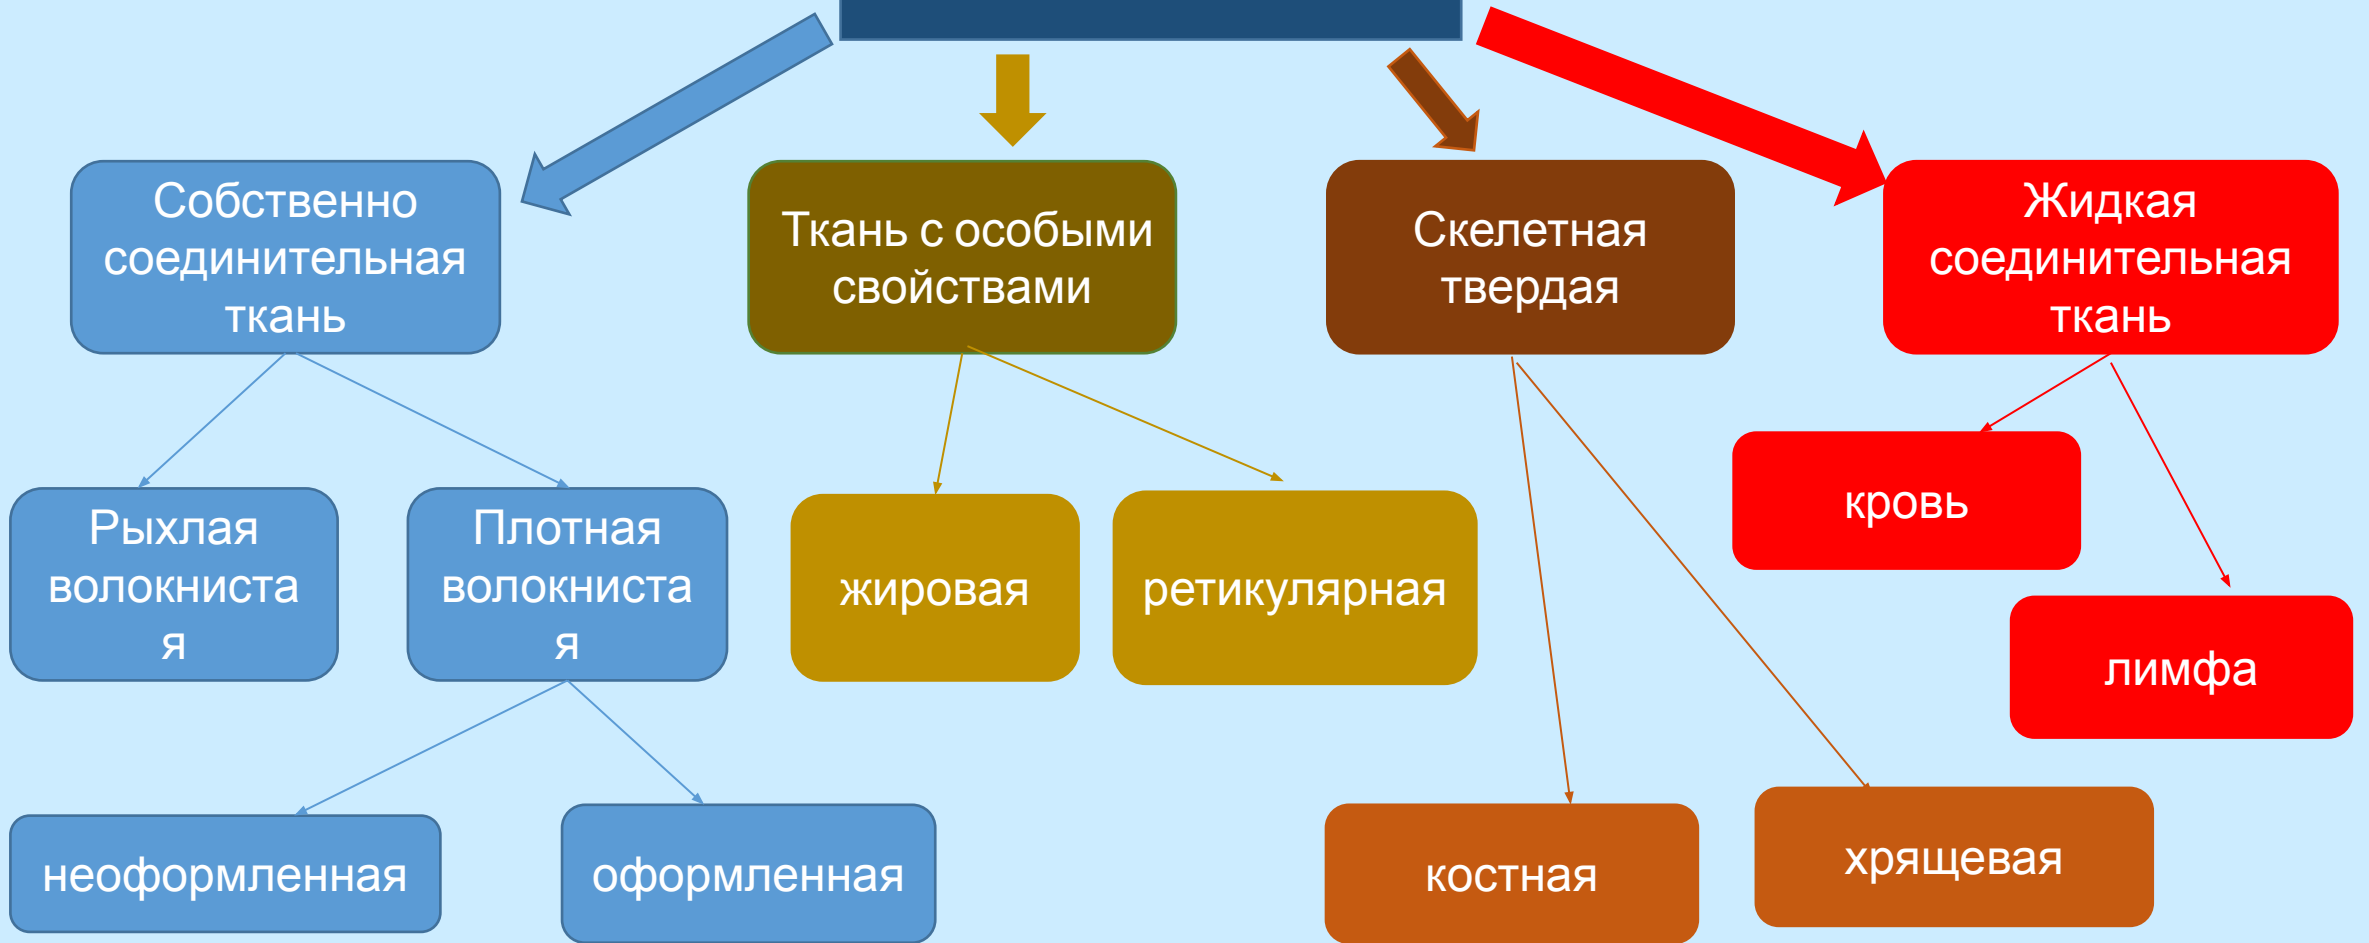 Собственно
соединительная
ткань
Ткань с особыми
свойствами
Скелетная
твердая
Жидкая
соединительная
ткань
Рыхлая
волокниста
я
Плотная
волокниста
я
жировая
ретикулярная
кровь
лимфа
неоформленная
оформленная
костная
хрящевая